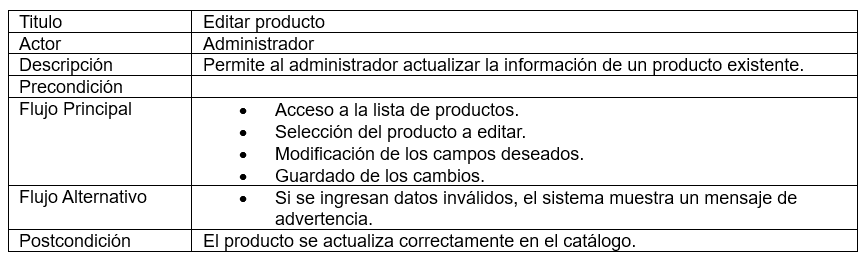 Titulo Editar producto
Actor Administrador
Descripción Permite al administrador actualizar la información de un producto existente.
Precondición
Flujo Principal • Acceso a la lista de productos.
• Selección del producto a editar.
• Modificación de los campos deseados.
• Guardado de los cambios.
Flujo Alternativo • Si se ingresan datos inválidos, el sistema muestra un mensaje de
advertencia.
Postcondición El producto se actualiza correctamente en el catálogo.